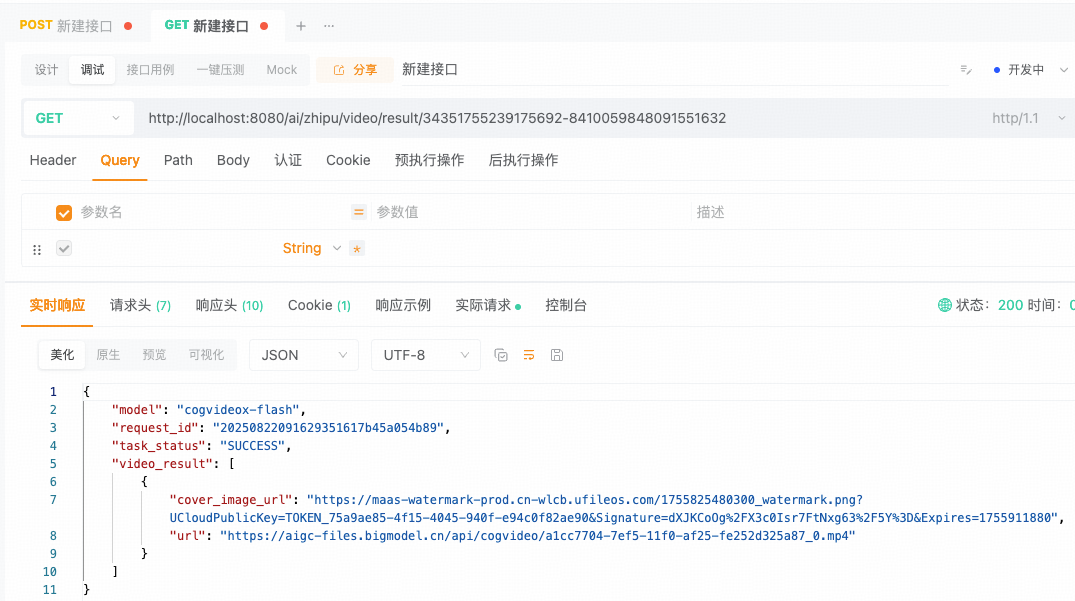 POST 新建接口 GET 新建接口
设计 调试 接口用例 一键压测 Mock 分享 新建接口 开发中
GET http://localhost:8080/ai/zhipu/video/result/34351755239175692-8410059848091551632 http/1.1
Header Query Path Body 认证 Cookie 预执行操作 后执行操作
参数名 = 参数值 描述
String *
实时响应 请求头 (7) 响应头 (10) Cookie (1) 响应示例 实际请求 控制台 状态: 200 时间: 0
美化 原生 预览 可视化 JSON UTF-8
1 {
2 "model": "cogvideox-flash",
3 "request_id": "20250822091629351617b45a054b89",
4 "task_status": "SUCCESS",
5 "video_result": [
6 {
7 "cover_image_url": "https://maas-watermark-prod.cn-wlcb.ufileos.com/1755825480300_watermark.png?
UCloudPublicKey=TOKEN_75a9ae85-4f15-4045-940f-e94c0f82ae90&Signature=dXJKCoOg%2FX3c0Isr7FtNxg63%2F5Y%3D&Expires=1755911880",
8 "url": "https://aigc-files.bigmodel.cn/api/cogvideo/a1cc7704-7ef5-11f0-af25-fe252d325a87_0.mp4"
9 }
10 ]
11 }